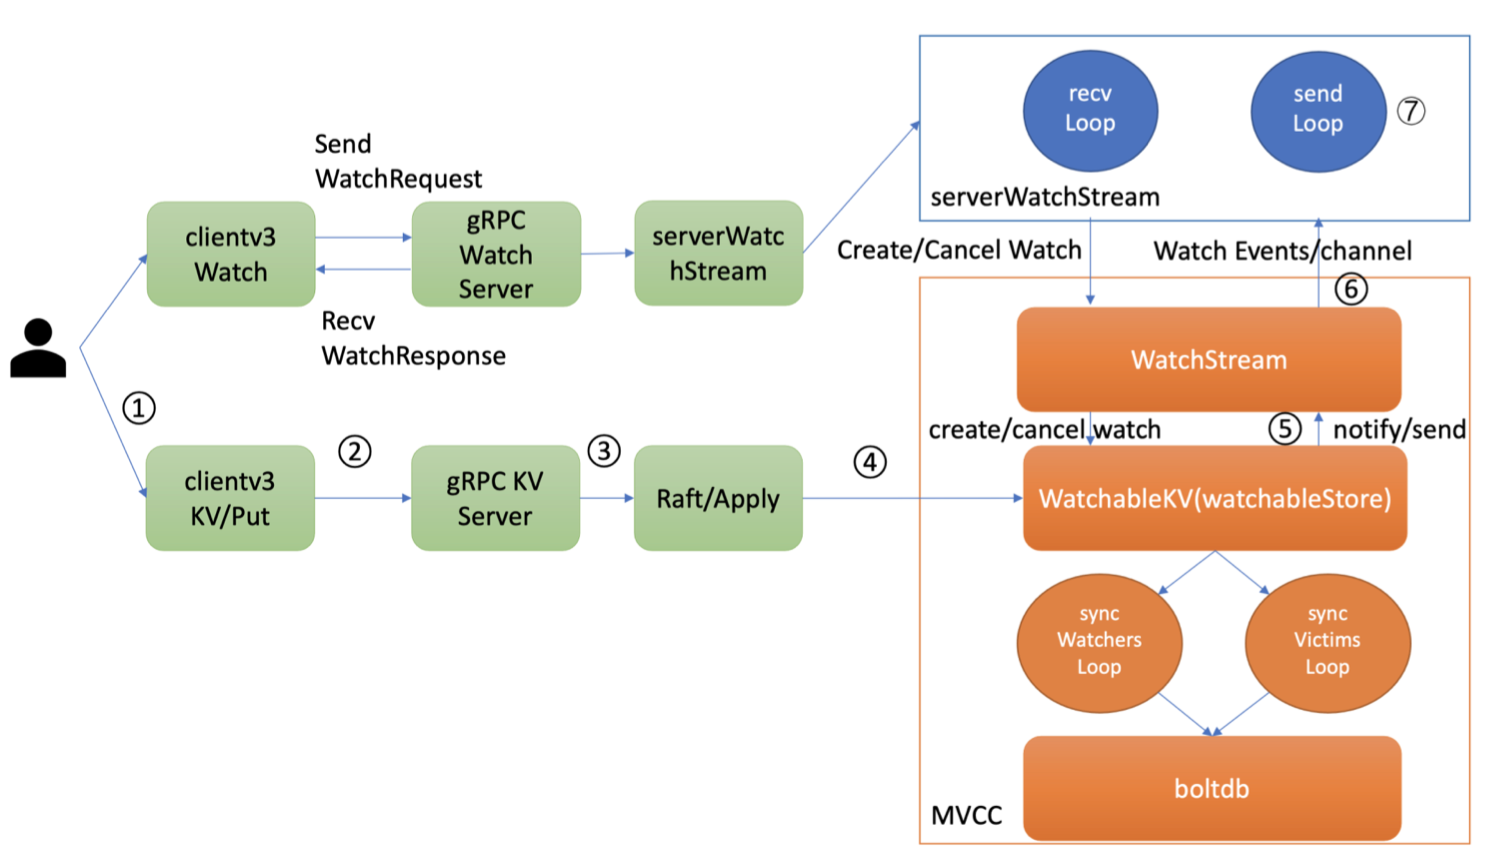 recv
Loop
send
Loop
⑦
serverWatchStream
Send
WatchRequest
clientv3
Watch
gRPC
Watch
Server
serverWatc
hStream
Create/Cancel Watch
Watch Events/channel
⑥
Recv
WatchResponse
WatchStream
①
create/cancel watch
⑤
notify/send
clientv3
KV/Put
②
gRPC KV
Server
③
Raft/Apply
④
WatchableKV(watchableStore)
sync
Watchers
Loop
sync
Victims
Loop
boltdb
MVCC